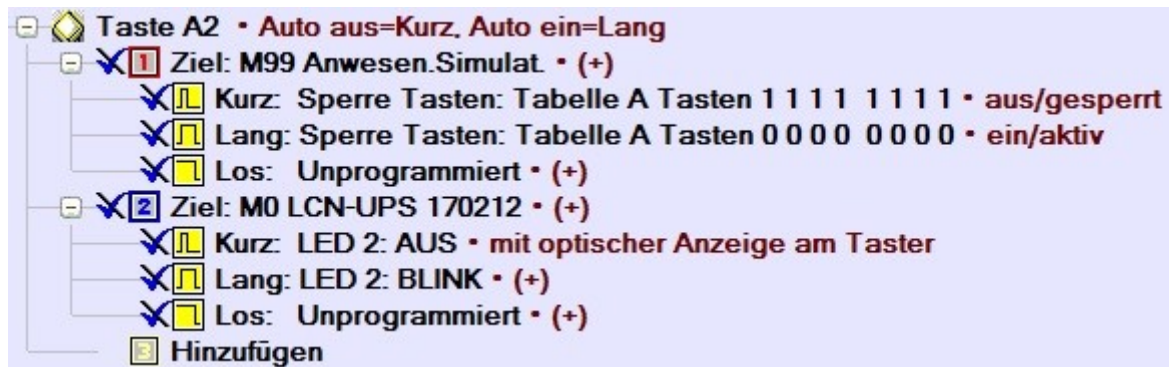 Taste A2 • Auto aus=Kurz, Auto ein=Lang
1 Ziel: M99 Anwesen.Simulat. • (+)
Kurz: Sperre Tasten: Tabelle A Tasten 1 1 1 1 1 1 1 1 • aus/gesperrt
Lang: Sperre Tasten: Tabelle A Tasten 0 0 0 0 0 0 0 0 • ein/aktiv
Los: Unprogrammiert • (+)
2 Ziel: M0 LCN-UPS 170212 • (+)
Kurz: LED 2: AUS • mit optischer Anzeige am Taster
Lang: LED 2: BLINK • (+)
Los: Unprogrammiert • (+)
3 Hinzufügen